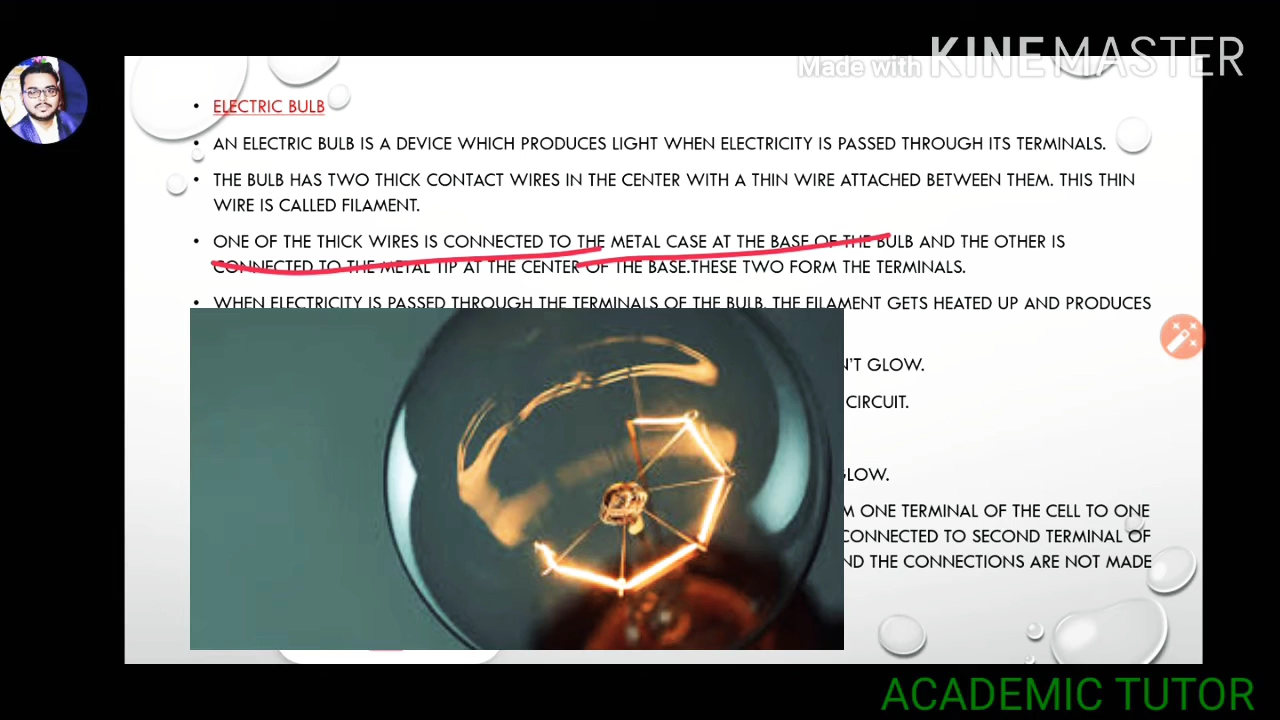 Made with KINEMASTER
• ELECTRIC BULB
• AN ELECTRIC BULB IS A DEVICE WHICH PRODUCES LIGHT WHEN ELECTRICITY IS PASSED THROUGH ITS TERMINALS.
• THE BULB HAS TWO THICK CONTACT WIRES IN THE CENTER WITH A THIN WIRE ATTACHED BETWEEN THEM. THIS THIN
WIRE IS CALLED FILAMENT.
• ONE OF THE THICK WIRES IS CONNECTED TO THE METAL CASE AT THE BASE OF THE BULB AND THE OTHER IS
CONNECTED TO THE METAL TIP AT THE CENTER OF THE BASE.THESE TWO FORM THE TERMINALS.
• WHEN ELECTRICITY IS PASSED THROUGH THE TERMINALS OF THE BULB, THE FILAMENT GETS HEATED UP AND PRODUCES
GLOW.
CIRCUIT.
ONE TERMINAL OF THE CELL TO ONE
CONNECTED TO SECOND TERMINAL OF
THE CONNECTIONS ARE NOT MADE
ACADEMIC TUTOR